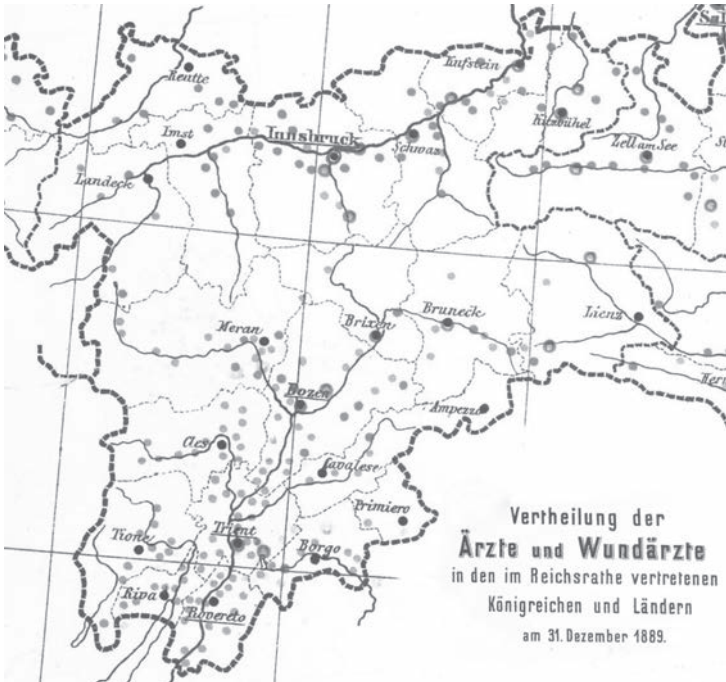 Reutte
Kufstein
Imst
Innsbruck
Schwaz
Kitzbühel
Zell am See
Landeck
Meran
Brixen
Bruneck
Lienz
Bozen
Ampezzo
Cles
Cavalese
Primiero
Tione
Trient
Borgo
Riva
Rovereto
Vertheilung der
Ärzte und Wundärzte
in den im Reichsrathe vertretenen
Königreichen und Ländern
am 31. Dezember 1889.